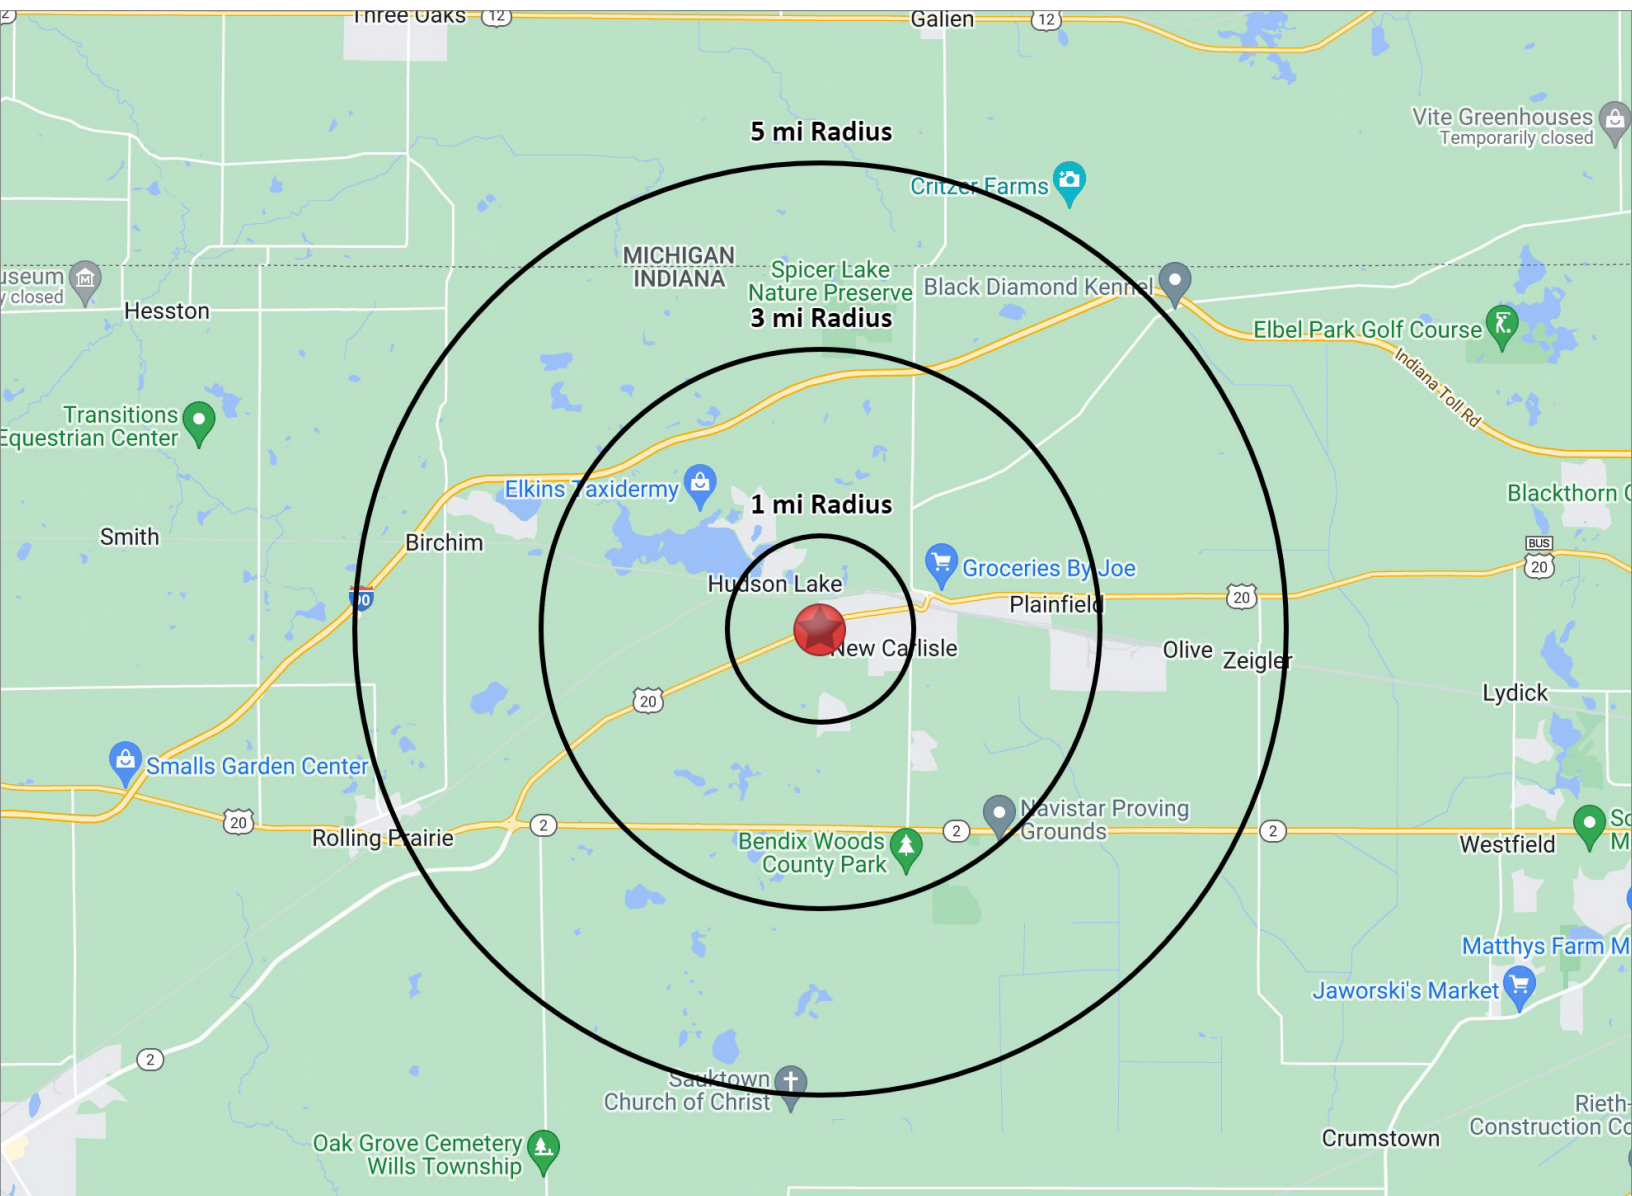 2
Three Oaks
12
Galien
12
Vite Greenhouses
Temporarily closed
5 mi Radius
Critzer Farms
MICHIGAN
INDIANA
Spicer Lake
Nature Preserve
3 mi Radius
Black Diamond Kennel
useum
y closed
Hesston
Elbel Park Golf Course
Indiana Toll Rd
Transitions
Equestrian Center
Elkins Taxidermy
1 mi Radius
Blackthorn G
Smith
Birchim
BUS
20
Hudson Lake
Groceries By Joe
90
Plainfield
20
New Carlisle
Olive
Zeigler
Lydick
20
Smalls Garden Center
20
Rolling Prairie
2
Bendix Woods
County Park
2
Navistar Proving
Grounds
2
Westfield
So
M
Matthys Farm M
Jaworski's Market
2
Sauktown
Church of Christ
Rieth-
Construction Co
Crumstown
Oak Grove Cemetery
Wills Township